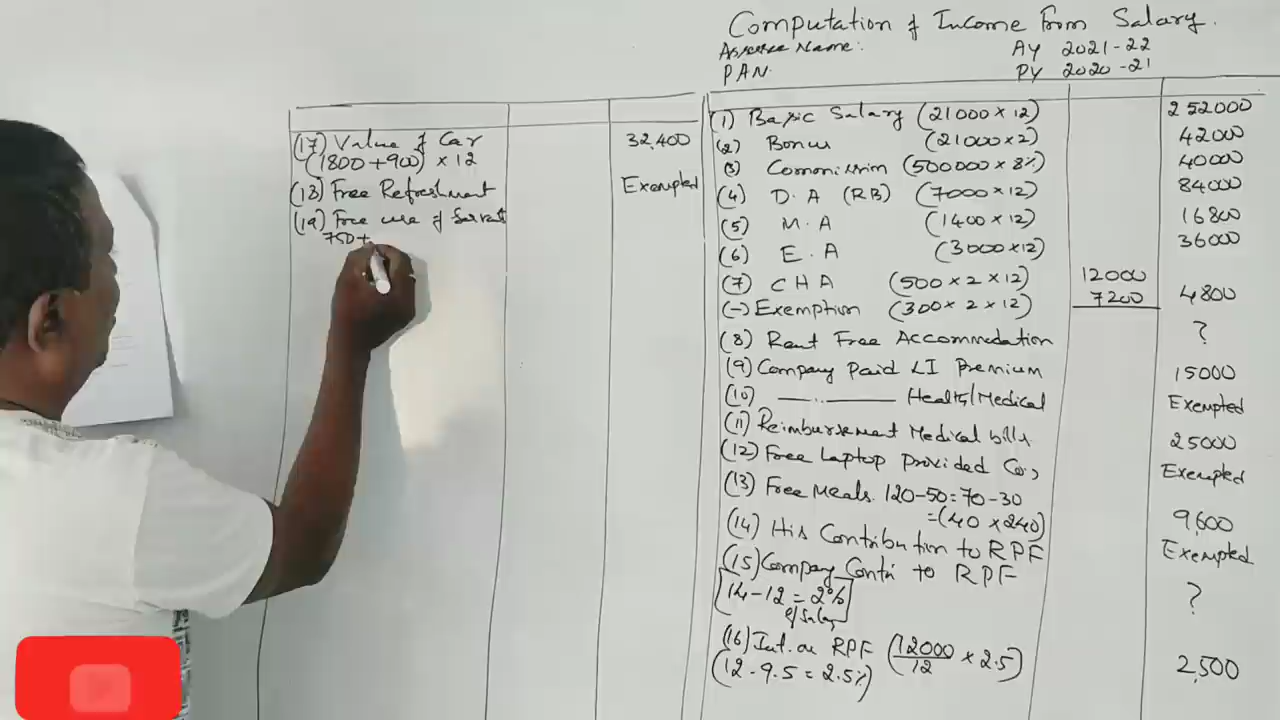 Computation of Income From Salary.
Assessee Name:
AY 2021-22
PAN.
PY 2020-21
(17) Value of Car 32,400
(1800+900) × 12
(18) Free Refreshment Exempted
(19) Free use of Servant
750+
(1) Basic Salary (21000 × 12) 252000
(2) Bonus (21000 × 2) 42000
(3) Commission (500000 × 8%) 40000
(4) D.A (RB) (7000 × 12) 84000
(5) M.A (1400 × 12) 16800
(6) E.A (3000 × 12) 36000
(7) CHA (500 × 2 × 12) 12000
(-) Exemption (300 × 2 × 12) 7200 4800
(8) Rent Free Accommodation ?
(9) Company Paid LI Premium 15000
(10) —〃— Health/Medical Exempted
(11) Reimbursement Medical bills 25000
(12) Free Laptop Provided Co, Exempted
(13) Free Meals. 120-50=70-30
=(40 × 240) 9,600
(14) His Contribution to RPF Exempted
(15) Company Contri to RPF
[14-12=2% ?
of Salary]
(16) Int. on RPF (12000/12 × 2.5) 2,500
(12-9.5=2.5%)